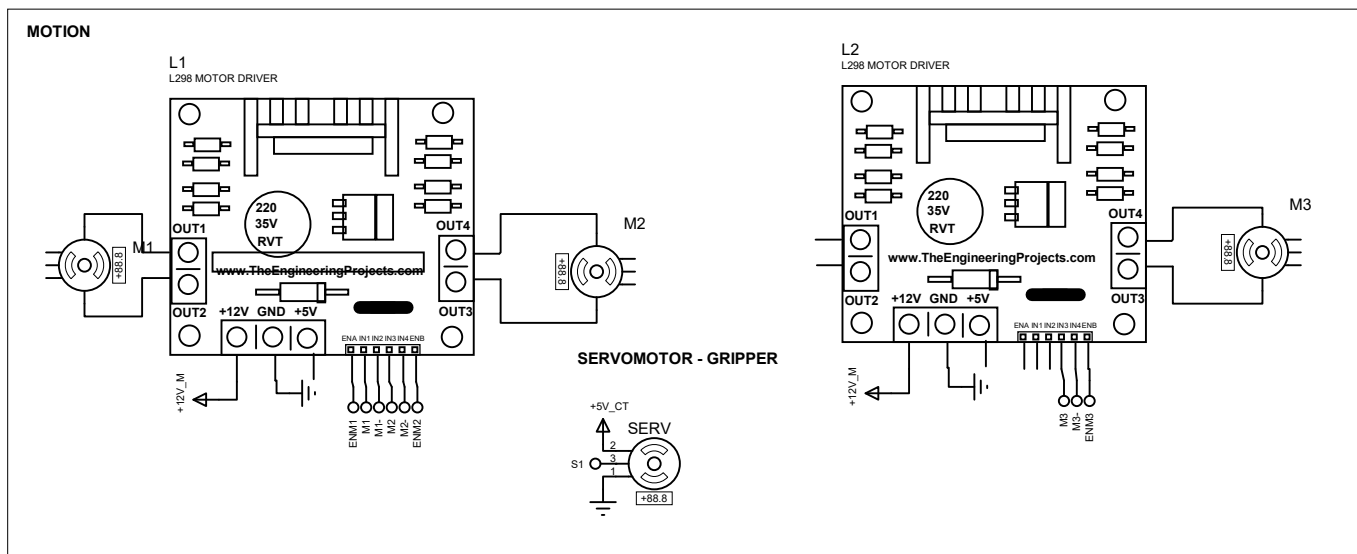 MOTION
L1
L298 MOTOR DRIVER
220
35V
RVT
OUT1
OUT4
M1
+88.8
M2
+88.8
www.TheEngineeringProjects.com
OUT2
OUT3
+12V GND +5V
ENA IN1 IN2 IN3 IN4 ENB
+12V_M
ENM1
M1
M1-
M2
M2-
ENM2
SERVOMOTOR - GRIPPER
+5V_CT
SERV
2
S1
3
1
+88.8
L2
L298 MOTOR DRIVER
220
35V
RVT
OUT1
OUT4
M3
+88.8
www.TheEngineeringProjects.com
OUT2
OUT3
+12V GND +5V
ENA IN1 IN2 IN3 IN4 ENB
+12V_M
M3
M3-
ENM3